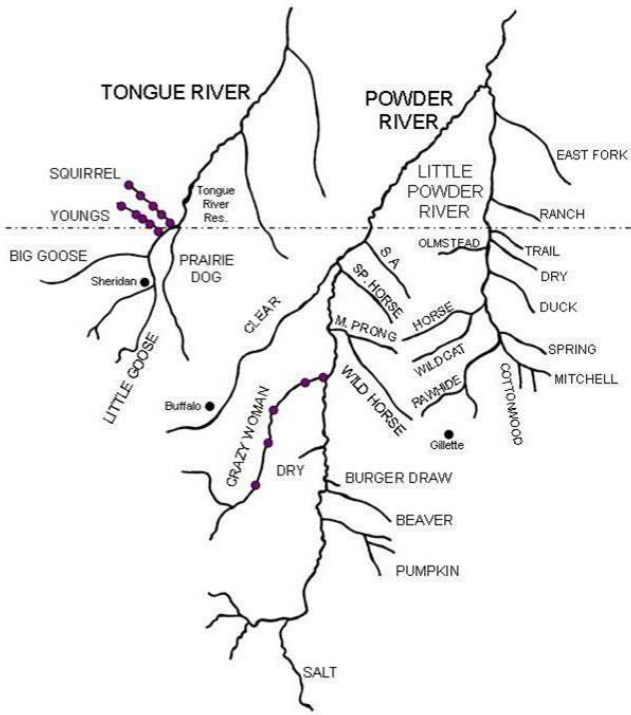 TONGUE RIVER
POWDER
RIVER
EAST FORK
SQUIRREL
LITTLE
POWDER
RIVER
Tongue
River
Res.
YOUNGS
RANCH
BIG GOOSE
PRAIRIE
DOG
S A
OLMSTEAD
TRAIL
Sheridan
SP. HORSE
DRY
CLEAR
DUCK
LITTLE GOOSE
M. PRONG
HORSE
SPRING
WILDCAT
MITCHELL
Buffalo
CRAZY WOMAN
WILD HORSE
RAWHIDE
COTTONWOOD
Gillette
DRY
BURGER DRAW
BEAVER
PUMPKIN
SALT